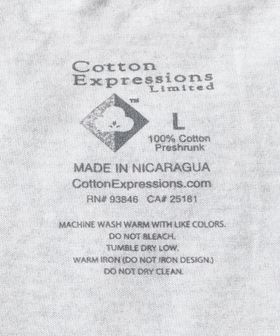 Cotton
Expressions
Limited
™
L
100% Cotton
Preshrunk
MADE IN NICARAGUA
CottonExpressions.com
RN# 93846 CA# 25181
MACHINE WASH WARM WITH LIKE COLORS.
DO NOT BLEACH.
TUMBLE DRY LOW.
WARM IRON (DO NOT IRON DESIGN.)
DO NOT DRY CLEAN.